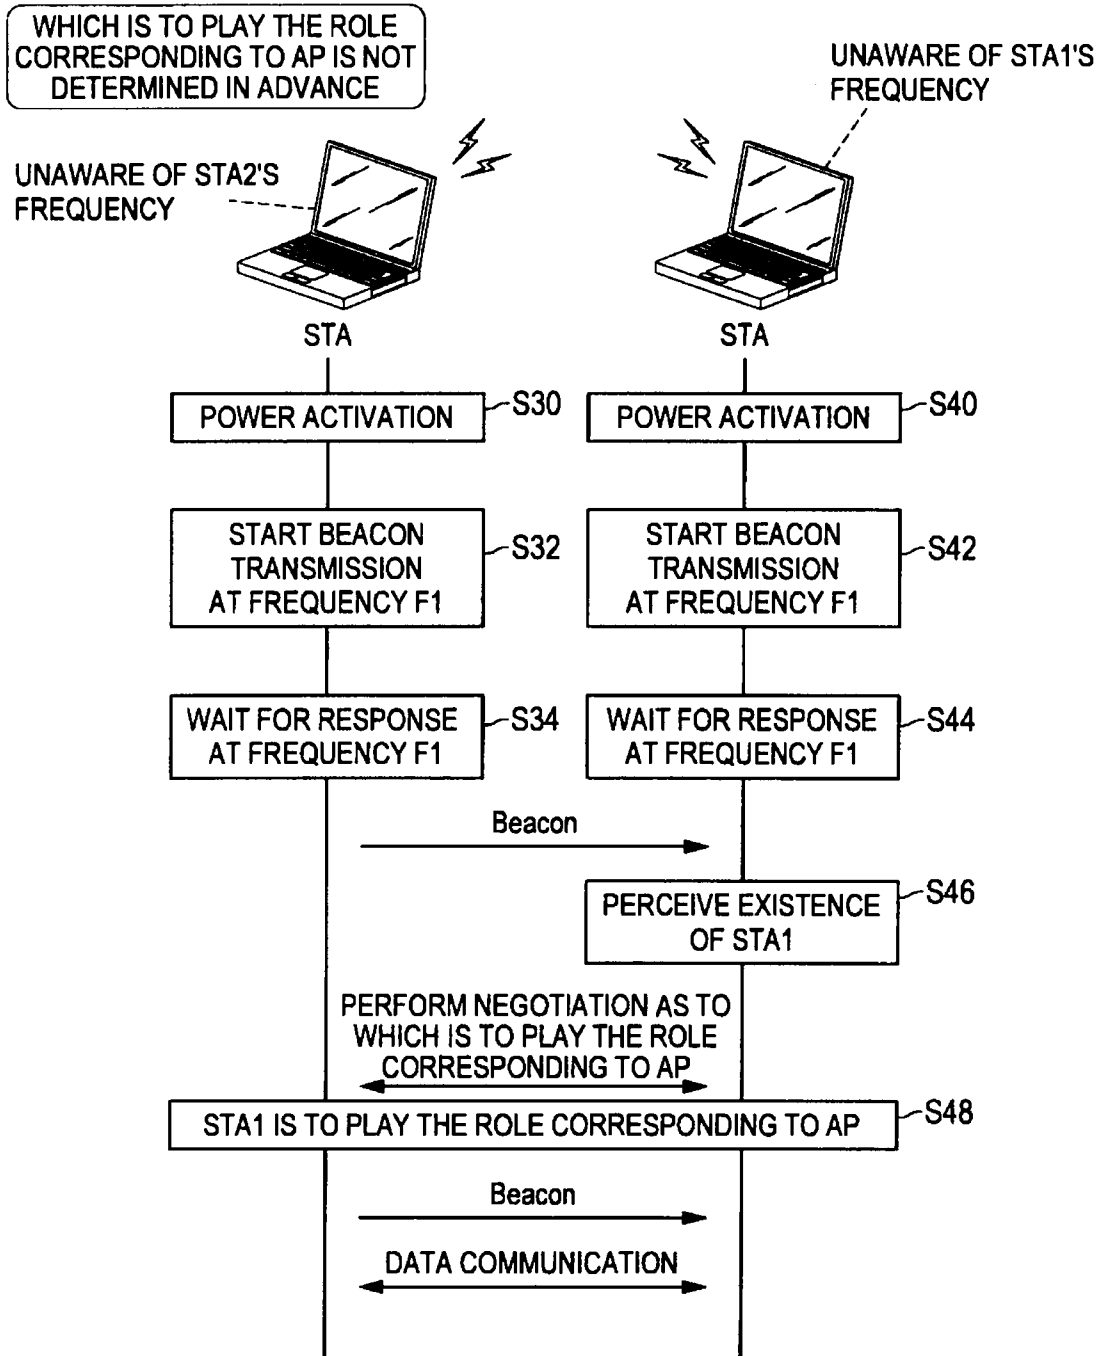 WHICH IS TO PLAY THE ROLE
CORRESPONDING TO AP IS NOT
DETERMINED IN ADVANCE
UNAWARE OF STA1'S
FREQUENCY
UNAWARE OF STA2'S
FREQUENCY
STA
STA
POWER ACTIVATION
S30
POWER ACTIVATION
S40
START BEACON
TRANSMISSION
AT FREQUENCY F1
S32
START BEACON
TRANSMISSION
AT FREQUENCY F1
S42
WAIT FOR RESPONSE
AT FREQUENCY F1
S34
WAIT FOR RESPONSE
AT FREQUENCY F1
S44
Beacon
PERCEIVE EXISTENCE
OF STA1
S46
PERFORM NEGOTIATION AS TO
WHICH IS TO PLAY THE ROLE
CORRESPONDING TO AP
STA1 IS TO PLAY THE ROLE CORRESPONDING TO AP
S48
Beacon
DATA COMMUNICATION